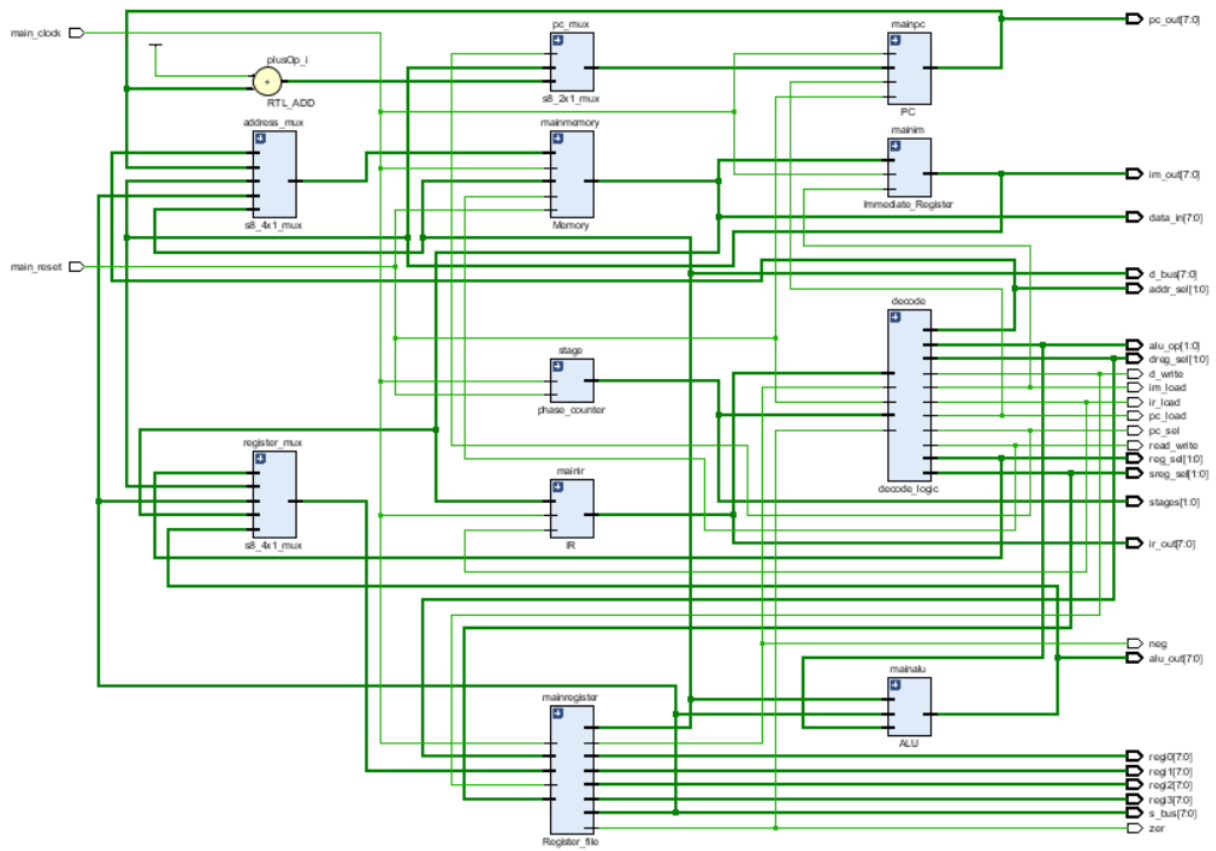 pc_out[7:0]
main_clock
pc_mux
mainpc
plusOp_i
+
RTL_ADD
s8_2x1_mux
PC
address_mux
mainmemory
mainim
im_out[7:0]
s8_4x1_mux
Memory
Immediate_Register
data_in[7:0]
main_reset
d_bus[7:0]
addr_sel[1:0]
decode
stage
alu_op[1:0]
dreg_sel[1:0]
d_write
im_load
ir_load
phase_counter
pc_load
pc_sel
register_mux
read_write
reg_sel[1:0]
mainir
sreg_sel[1:0]
decode_logic
stages[1:0]
s8_4x1_mux
IR
ir_out[7:0]
neg
alu_out[7:0]
mainalu
mainregister
ALU
regi0[7:0]
regi1[7:0]
regi2[7:0]
regi3[7:0]
s_bus[7:0]
zer
Register_file